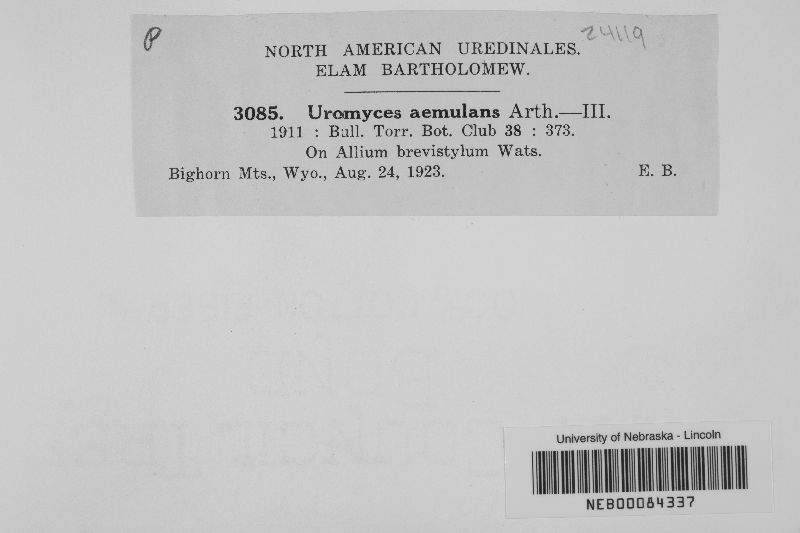 P
24119
NORTH AMERICAN UREDINALES.
ELAM BARTHOLOMEW.
3085. Uromyces aemulans Arth.—III.
1911 : Bull. Torr. Bot. Club 38 : 373.
On Allium brevistylum Wats.
Bighorn Mts., Wyo., Aug. 24, 1923. E. B.
University of Nebraska - Lincoln
NEB00084337